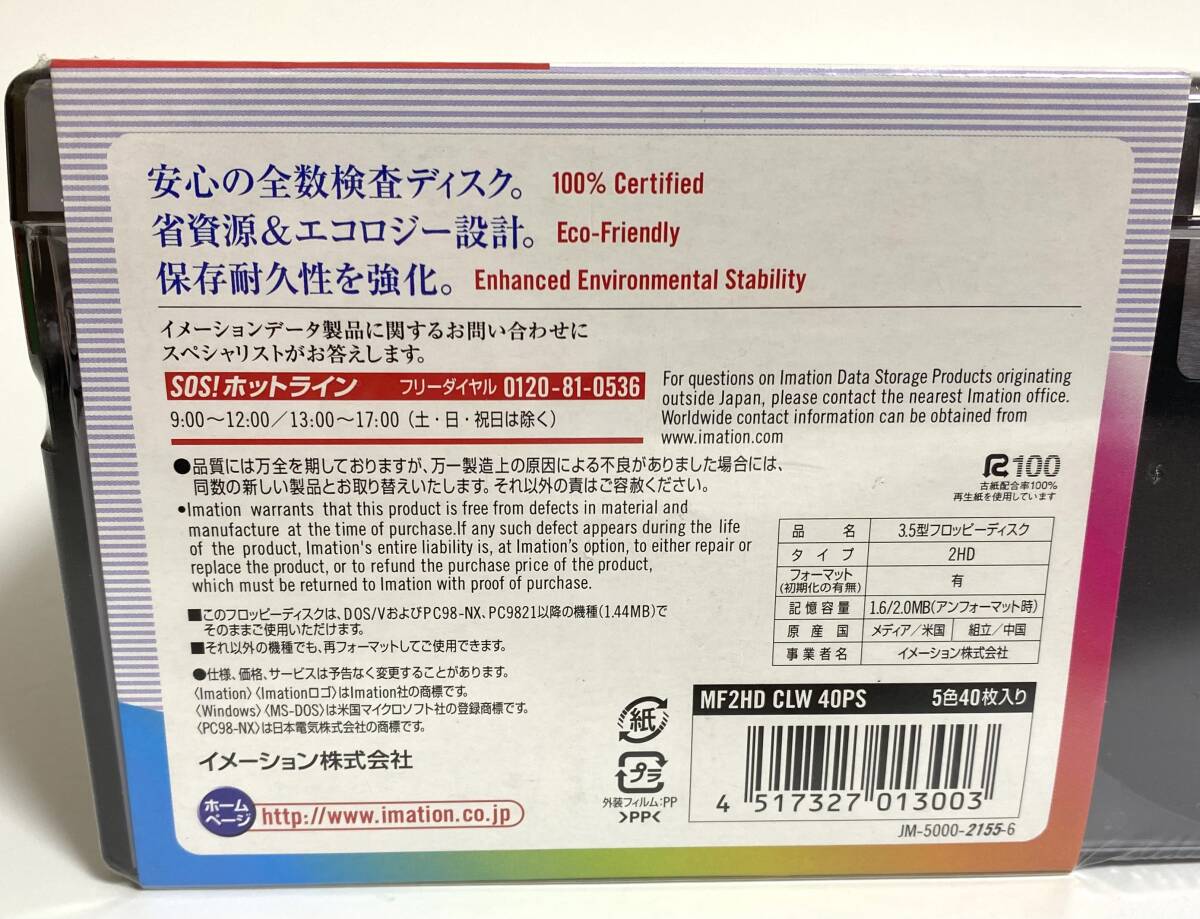 安心の全数検査ディスク。 100% Certified
省資源&エコロジー設計。 Eco-Friendly
保存耐久性を強化。 Enhanced Environmental Stability
イメーションデータ製品に関するお問い合わせに
スペシャリストがお答えします。
SOS!ホットライン フリーダイヤル 0120-81-0536
9:00～12:00／13:00～17:00（土・日・祝日は除く）
For questions on Imation Data Storage Products originating
outside Japan, please contact the nearest Imation office.
Worldwide contact information can be obtained from
www.imation.com
●品質には万全を期しておりますが、万一製造上の原因による不良がありました場合には、
同数の新しい製品とお取り替えいたします。それ以外の責はご容赦ください。
•Imation warrants that this product is free from defects in material and
manufacture at the time of purchase.If any such defect appears during the life
of the product, Imation's entire liability is, at Imation's option, to either repair or
replace the product, or to refund the purchase price of the product,
which must be returned to Imation with proof of purchase.
R100
古紙配合率100%
再生紙を使用しています
品名 3.5型フロッピーディスク
タイプ 2HD
フォーマット(初期化の有無) 有
記憶容量 1.6/2.0MB(アンフォーマット時)
原産国 メディア／米国 組立／中国
事業者名 イメーション株式会社
■このフロッピーディスクは、DOS/VおよびPC98-NX、PC9821以降の機種(1.44MB)で
そのままご使用いただけます。
■それ以外の機種でも、再フォーマットしてご使用できます。
●仕様、価格、サービスは予告なく変更することがあります。
〈Imation〉〈Imationロゴ〉はImation社の商標です。
〈Windows〉〈MS-DOS〉は米国マイクロソフト社の登録商標です。
〈PC98-NX〉は日本電気株式会社の商標です。
イメーション株式会社
ホームページ http://www.imation.co.jp
紙
プラ
外装フィルム:PP
>PP<
MF2HD CLW 40PS 5色40枚入り
4 517327 013003
JM-5000-2155-6